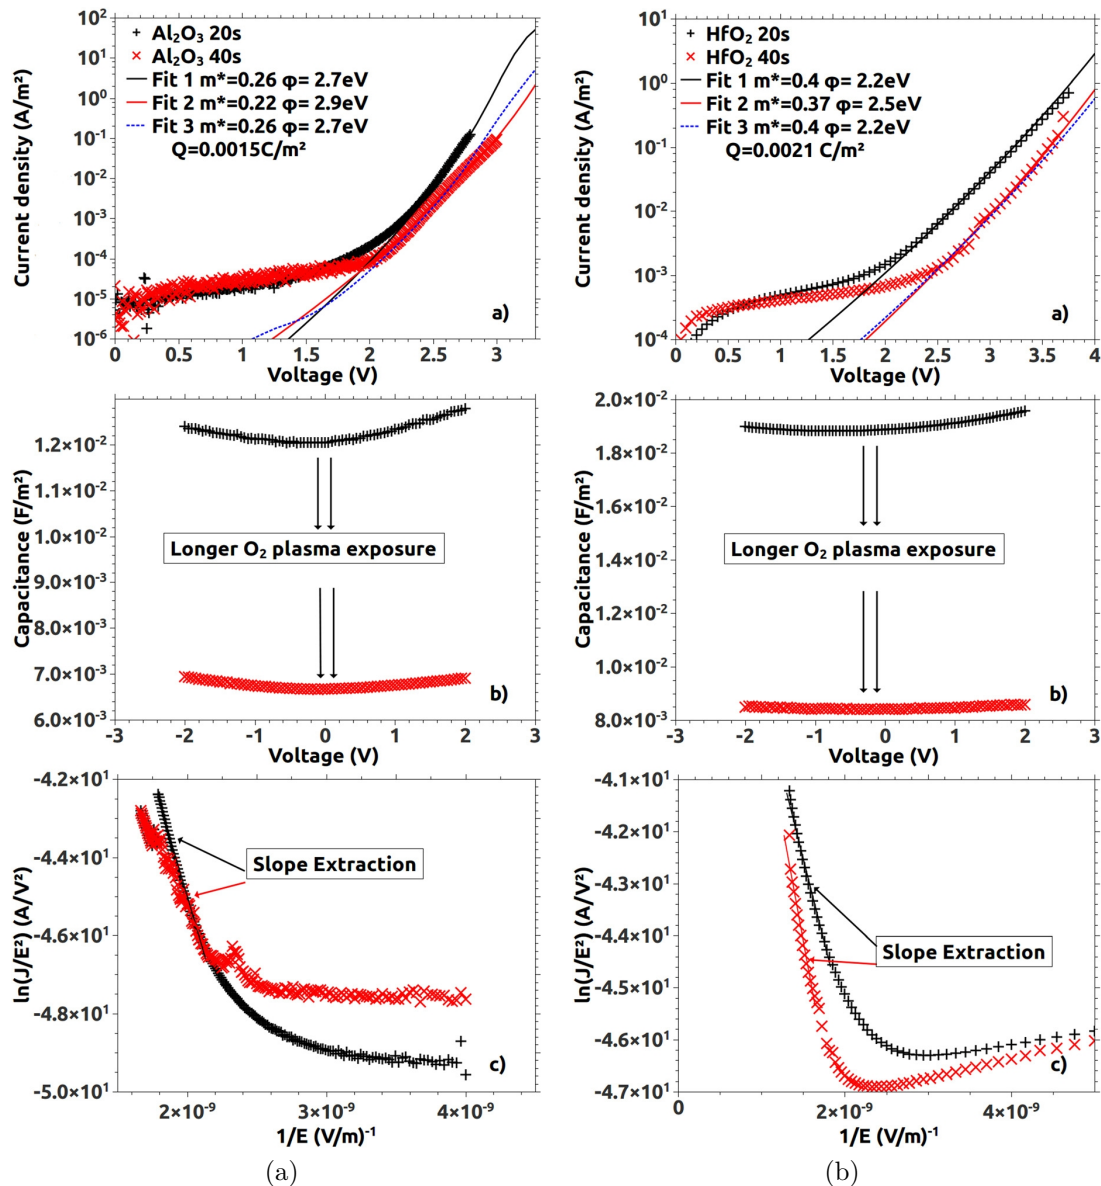 Al₂O₃ 20s
Al₂O₃ 40s
Fit 1 m*=0.26 φ= 2.7eV
Fit 2 m*=0.22 φ= 2.9eV
Fit 3 m*=0.26 φ= 2.7eV
Q=0.0015C/m²
Current density (A/m²)
10²
10¹
10⁰
10⁻¹
10⁻²
10⁻³
10⁻⁴
10⁻⁵
10⁻⁶
a)
0 0.5 1 1.5 2 2.5 3
Voltage (V)
HfO₂ 20s
HfO₂ 40s
Fit 1 m*=0.4 φ= 2.2eV
Fit 2 m*=0.37 φ= 2.5eV
Fit 3 m*=0.4 φ= 2.2eV
Q=0.0021 C/m²
Current density (A/m²)
10¹
10⁰
10⁻¹
10⁻²
10⁻³
10⁻⁴
a)
0 0.5 1 1.5 2 2.5 3 3.5 4
Voltage (V)
Capacitance (F/m²)
1.2×10⁻²
1.1×10⁻²
1.0×10⁻²
9.0×10⁻³
8.0×10⁻³
7.0×10⁻³
6.0×10⁻³
Longer O₂ plasma exposure
b)
-3 -2 -1 0 1 2 3
Voltage (V)
Capacitance (F/m²)
2.0×10⁻²
1.8×10⁻²
1.6×10⁻²
1.4×10⁻²
1.2×10⁻²
1.0×10⁻²
8.0×10⁻³
Longer O₂ plasma exposure
b)
-3 -2 -1 0 1 2 3
Voltage (V)
ln(J/E²) (A/V²)
-4.2×10¹
-4.4×10¹
-4.6×10¹
-4.8×10¹
-5.0×10¹
Slope Extraction
c)
2×10⁻⁹ 3×10⁻⁹ 4×10⁻⁹
1/E (V/m)⁻¹
ln(J/E²) (A/V²)
-4.1×10¹
-4.2×10¹
-4.3×10¹
-4.4×10¹
-4.5×10¹
-4.6×10¹
-4.7×10¹
Slope Extraction
c)
0 2×10⁻⁹ 4×10⁻⁹
1/E (V/m)⁻¹
(a)
(b)